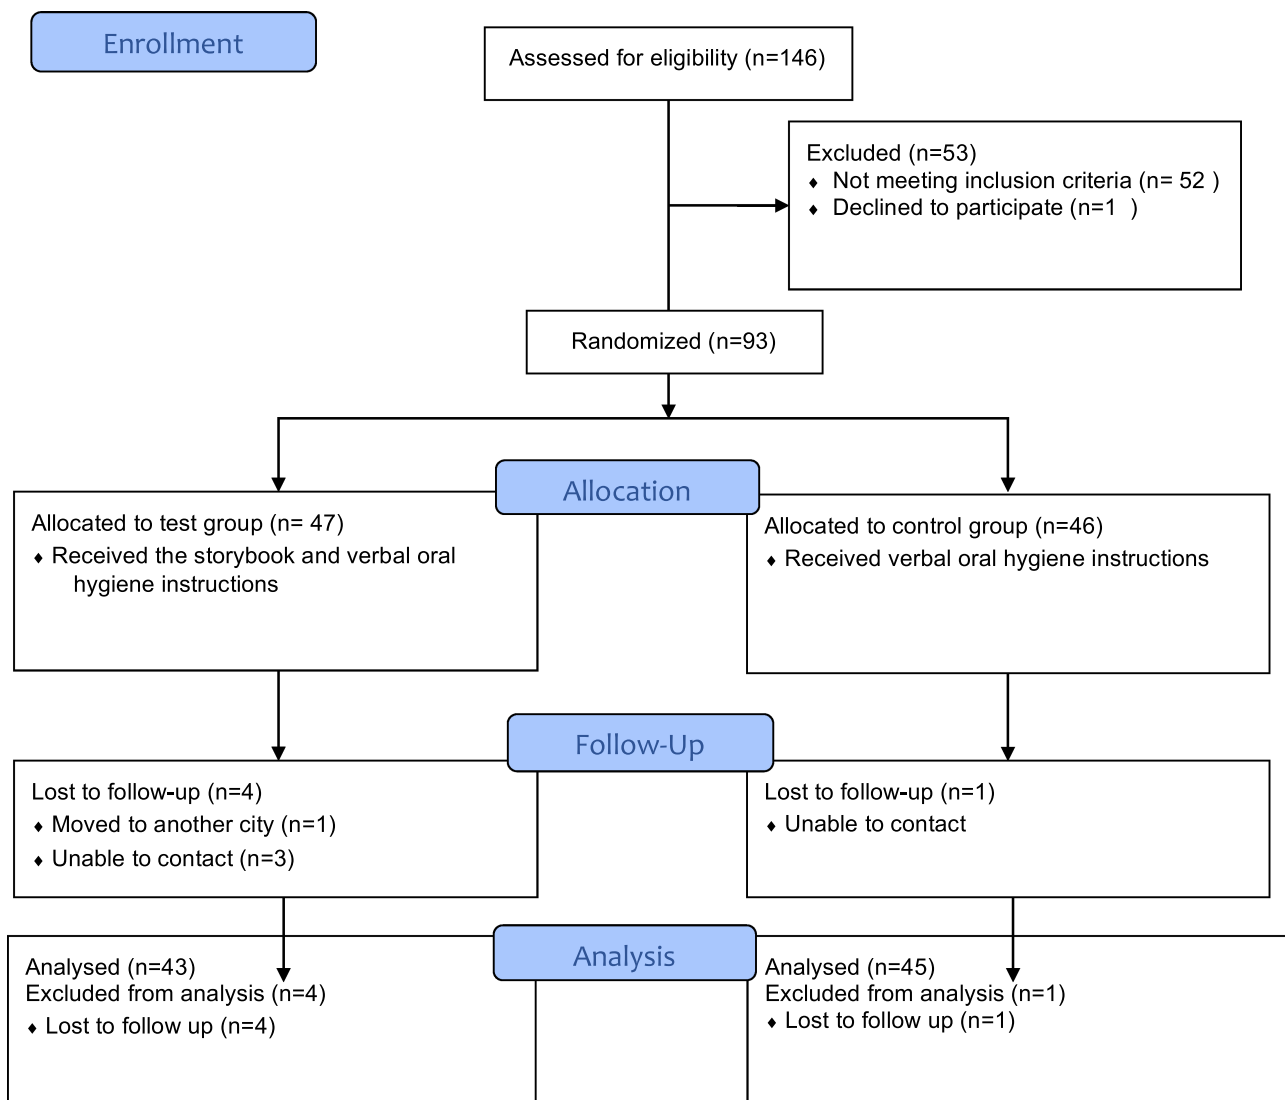 Enrollment
Assessed for eligibility (n=146)
Excluded (n=53)
♦ Not meeting inclusion criteria (n= 52 )
♦ Declined to participate (n=1 )
Randomized (n=93)
Allocation
Allocated to test group (n= 47)
♦ Received the storybook and verbal oral
hygiene instructions
Allocated to control group (n=46)
♦ Received verbal oral hygiene instructions
Follow-Up
Lost to follow-up (n=4)
♦ Moved to another city (n=1)
♦ Unable to contact (n=3)
Lost to follow-up (n=1)
♦ Unable to contact
Analysis
Analysed (n=43)
Excluded from analysis (n=4)
♦ Lost to follow up (n=4)
Analysed (n=45)
Excluded from analysis (n=1)
♦ Lost to follow up (n=1)